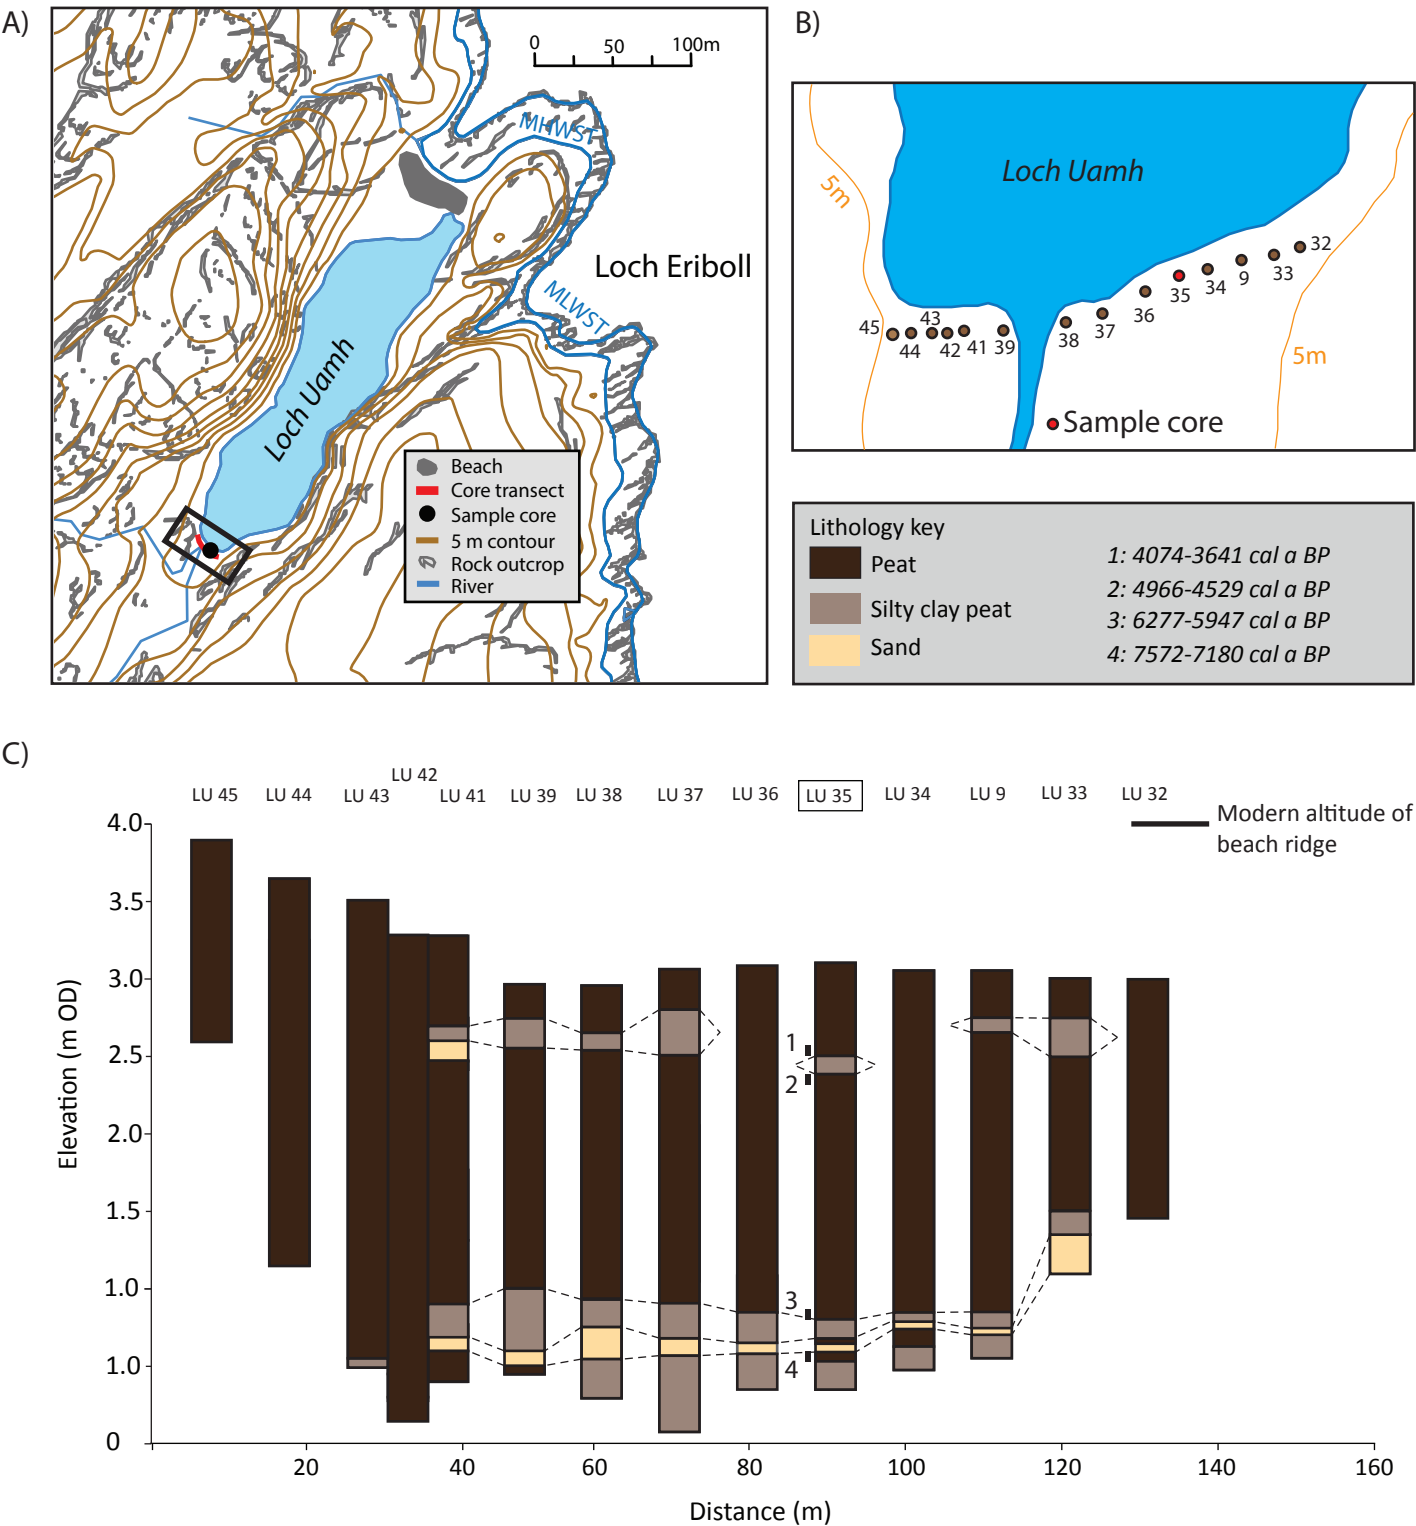 A)
0 50 100m
MHWST
Loch Eriboll
MLWST
Loch Uamh
Beach
Core transect
Sample core
5 m contour
Rock outcrop
River
B)
Loch Uamh
5m
32
33
9
34
35
36
37
38
39
41
42
43
44
45
5m
Sample core
Lithology key
Peat
Silty clay peat
Sand
1: 4074-3641 cal a BP
2: 4966-4529 cal a BP
3: 6277-5947 cal a BP
4: 7572-7180 cal a BP
C)
LU 45 LU 44 LU 43 LU 42 LU 41 LU 39 LU 38 LU 37 LU 36 LU 35 LU 34 LU 9 LU 33 LU 32
Modern altitude of
beach ridge
Elevation (m OD)
4.0
3.5
3.0
2.5
2.0
1.5
1.0
1.0
0
1
2
3
4
20 40 60 80 100 120 140 160
Distance (m)